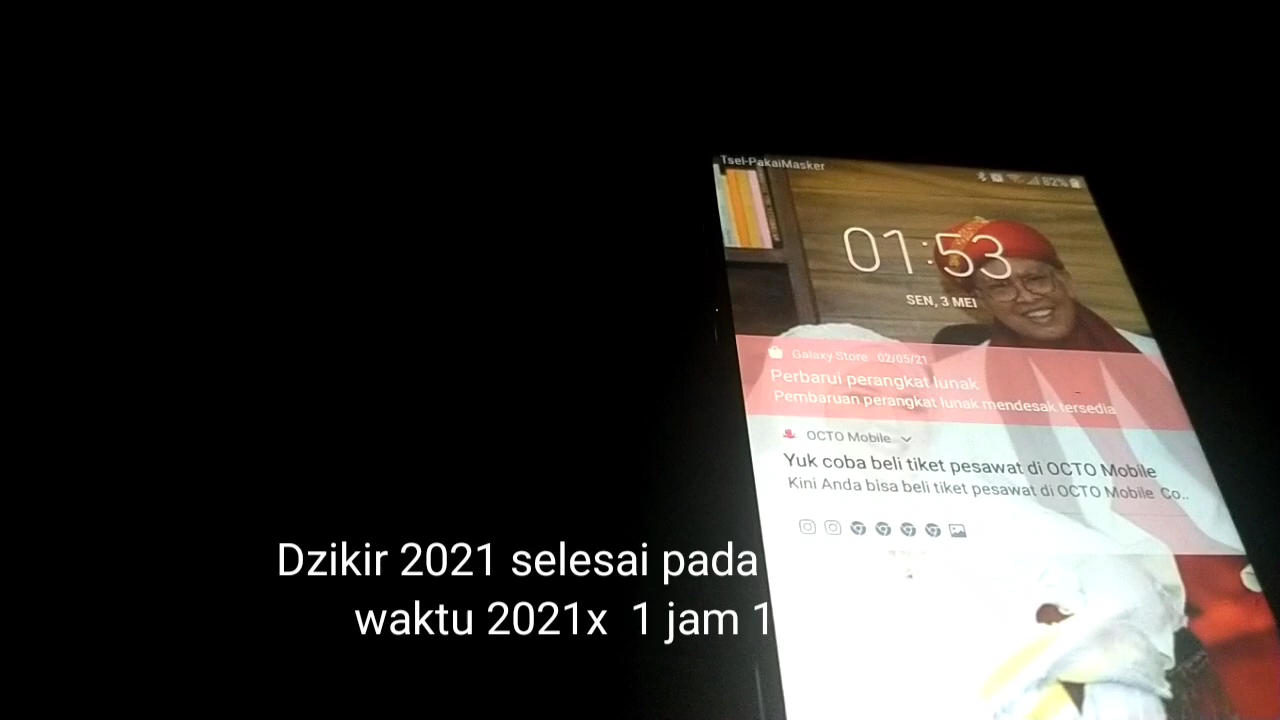 Tsel-PakaiMasker
82%
01:53
SEN, 3 MEI
Galaxy Store 02/05/21
Perbarui perangkat lunak
Pembaruan perangkat lunak mendesak tersedia.
OCTO Mobile
Yuk coba beli tiket pesawat di OCTO Mobile
Kini Anda bisa beli tiket pesawat di OCTO Mobile Co..
Dzikir 2021 selesai pada
waktu 2021x 1 jam 1